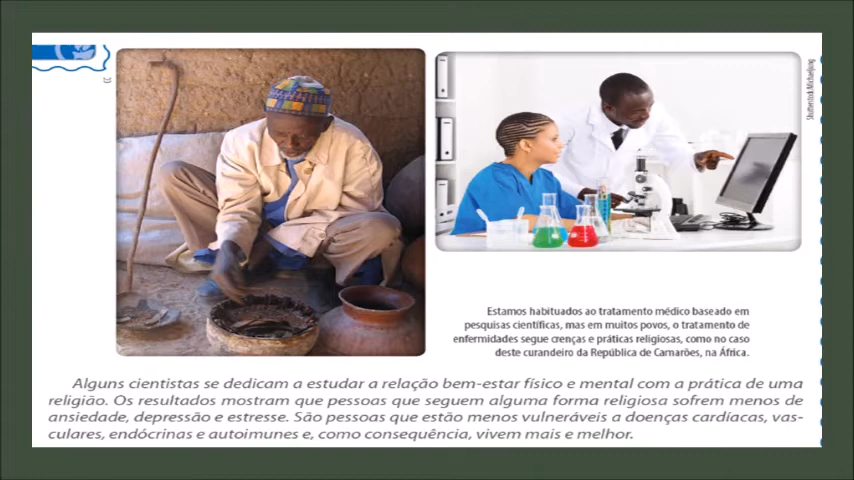 33
Shutterstock/Michaeljung
Estamos habituados ao tratamento médico baseado em
pesquisas científicas, mas em muitos povos, o tratamento de
enfermidades segue crenças e práticas religiosas, como no caso
deste curandeiro da República de Camarões, na África.
Alguns cientistas se dedicam a estudar a relação bem-estar físico e mental com a prática de uma
religião. Os resultados mostram que pessoas que seguem alguma forma religiosa sofrem menos de
ansiedade, depressão e estresse. São pessoas que estão menos vulneráveis a doenças cardíacas, vas-
culares, endócrinas e autoimunes e, como consequência, vivem mais e melhor.